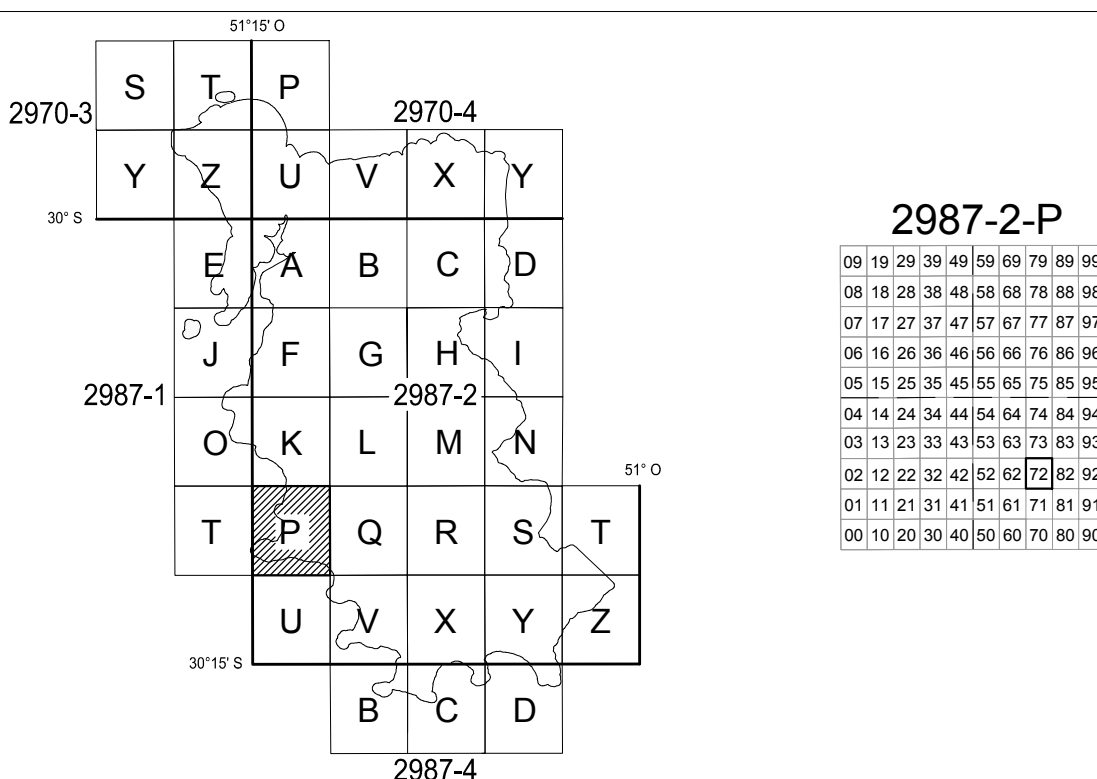 51°15' O
S T P
2970-3 2970-4
Y Z U V X Y
30° S
E A B C D
J F G H I
2987-1 2987-2
O K L M N
51° O
T P Q R S T
U V X Y Z
30°15' S
B C D
2987-4
2987-2-P
09 19 29 39 49 59 69 79 89 99
08 18 28 38 48 58 68 78 88 98
07 17 27 37 47 57 67 77 87 97
06 16 26 36 46 56 66 76 86 96
05 15 25 35 45 55 65 75 85 95
04 14 24 34 44 54 64 74 84 94
03 13 23 33 43 53 63 73 83 93
02 12 22 32 42 52 62 72 82 92
01 11 21 31 41 51 61 71 81 91
00 10 20 30 40 50 60 70 80 90